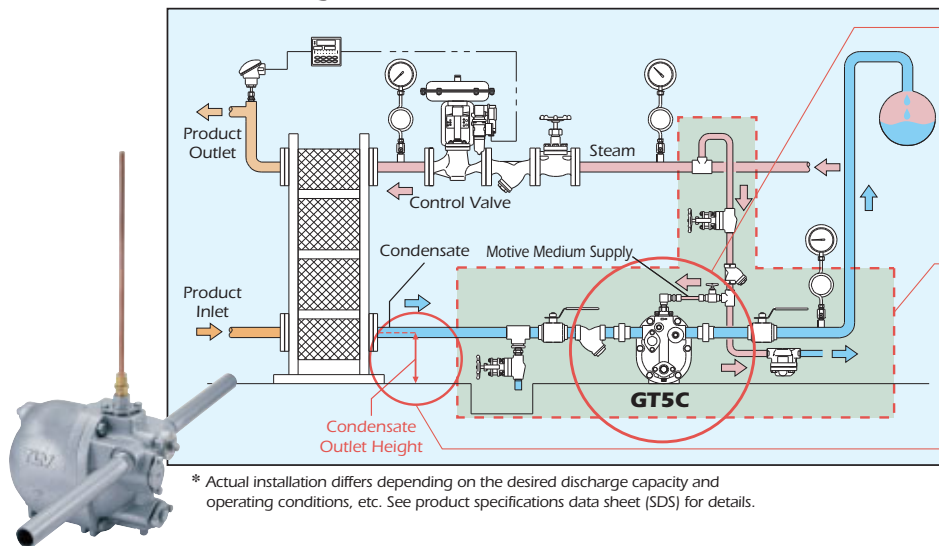 Product
Outlet
Steam
Control Valve
Condensate
Motive Medium Supply
Product
Inlet
GT5C
Condensate
Outlet Height
TLV
* Actual installation differs depending on the desired discharge capacity and
operating conditions, etc. See product specifications data sheet (SDS) for details.